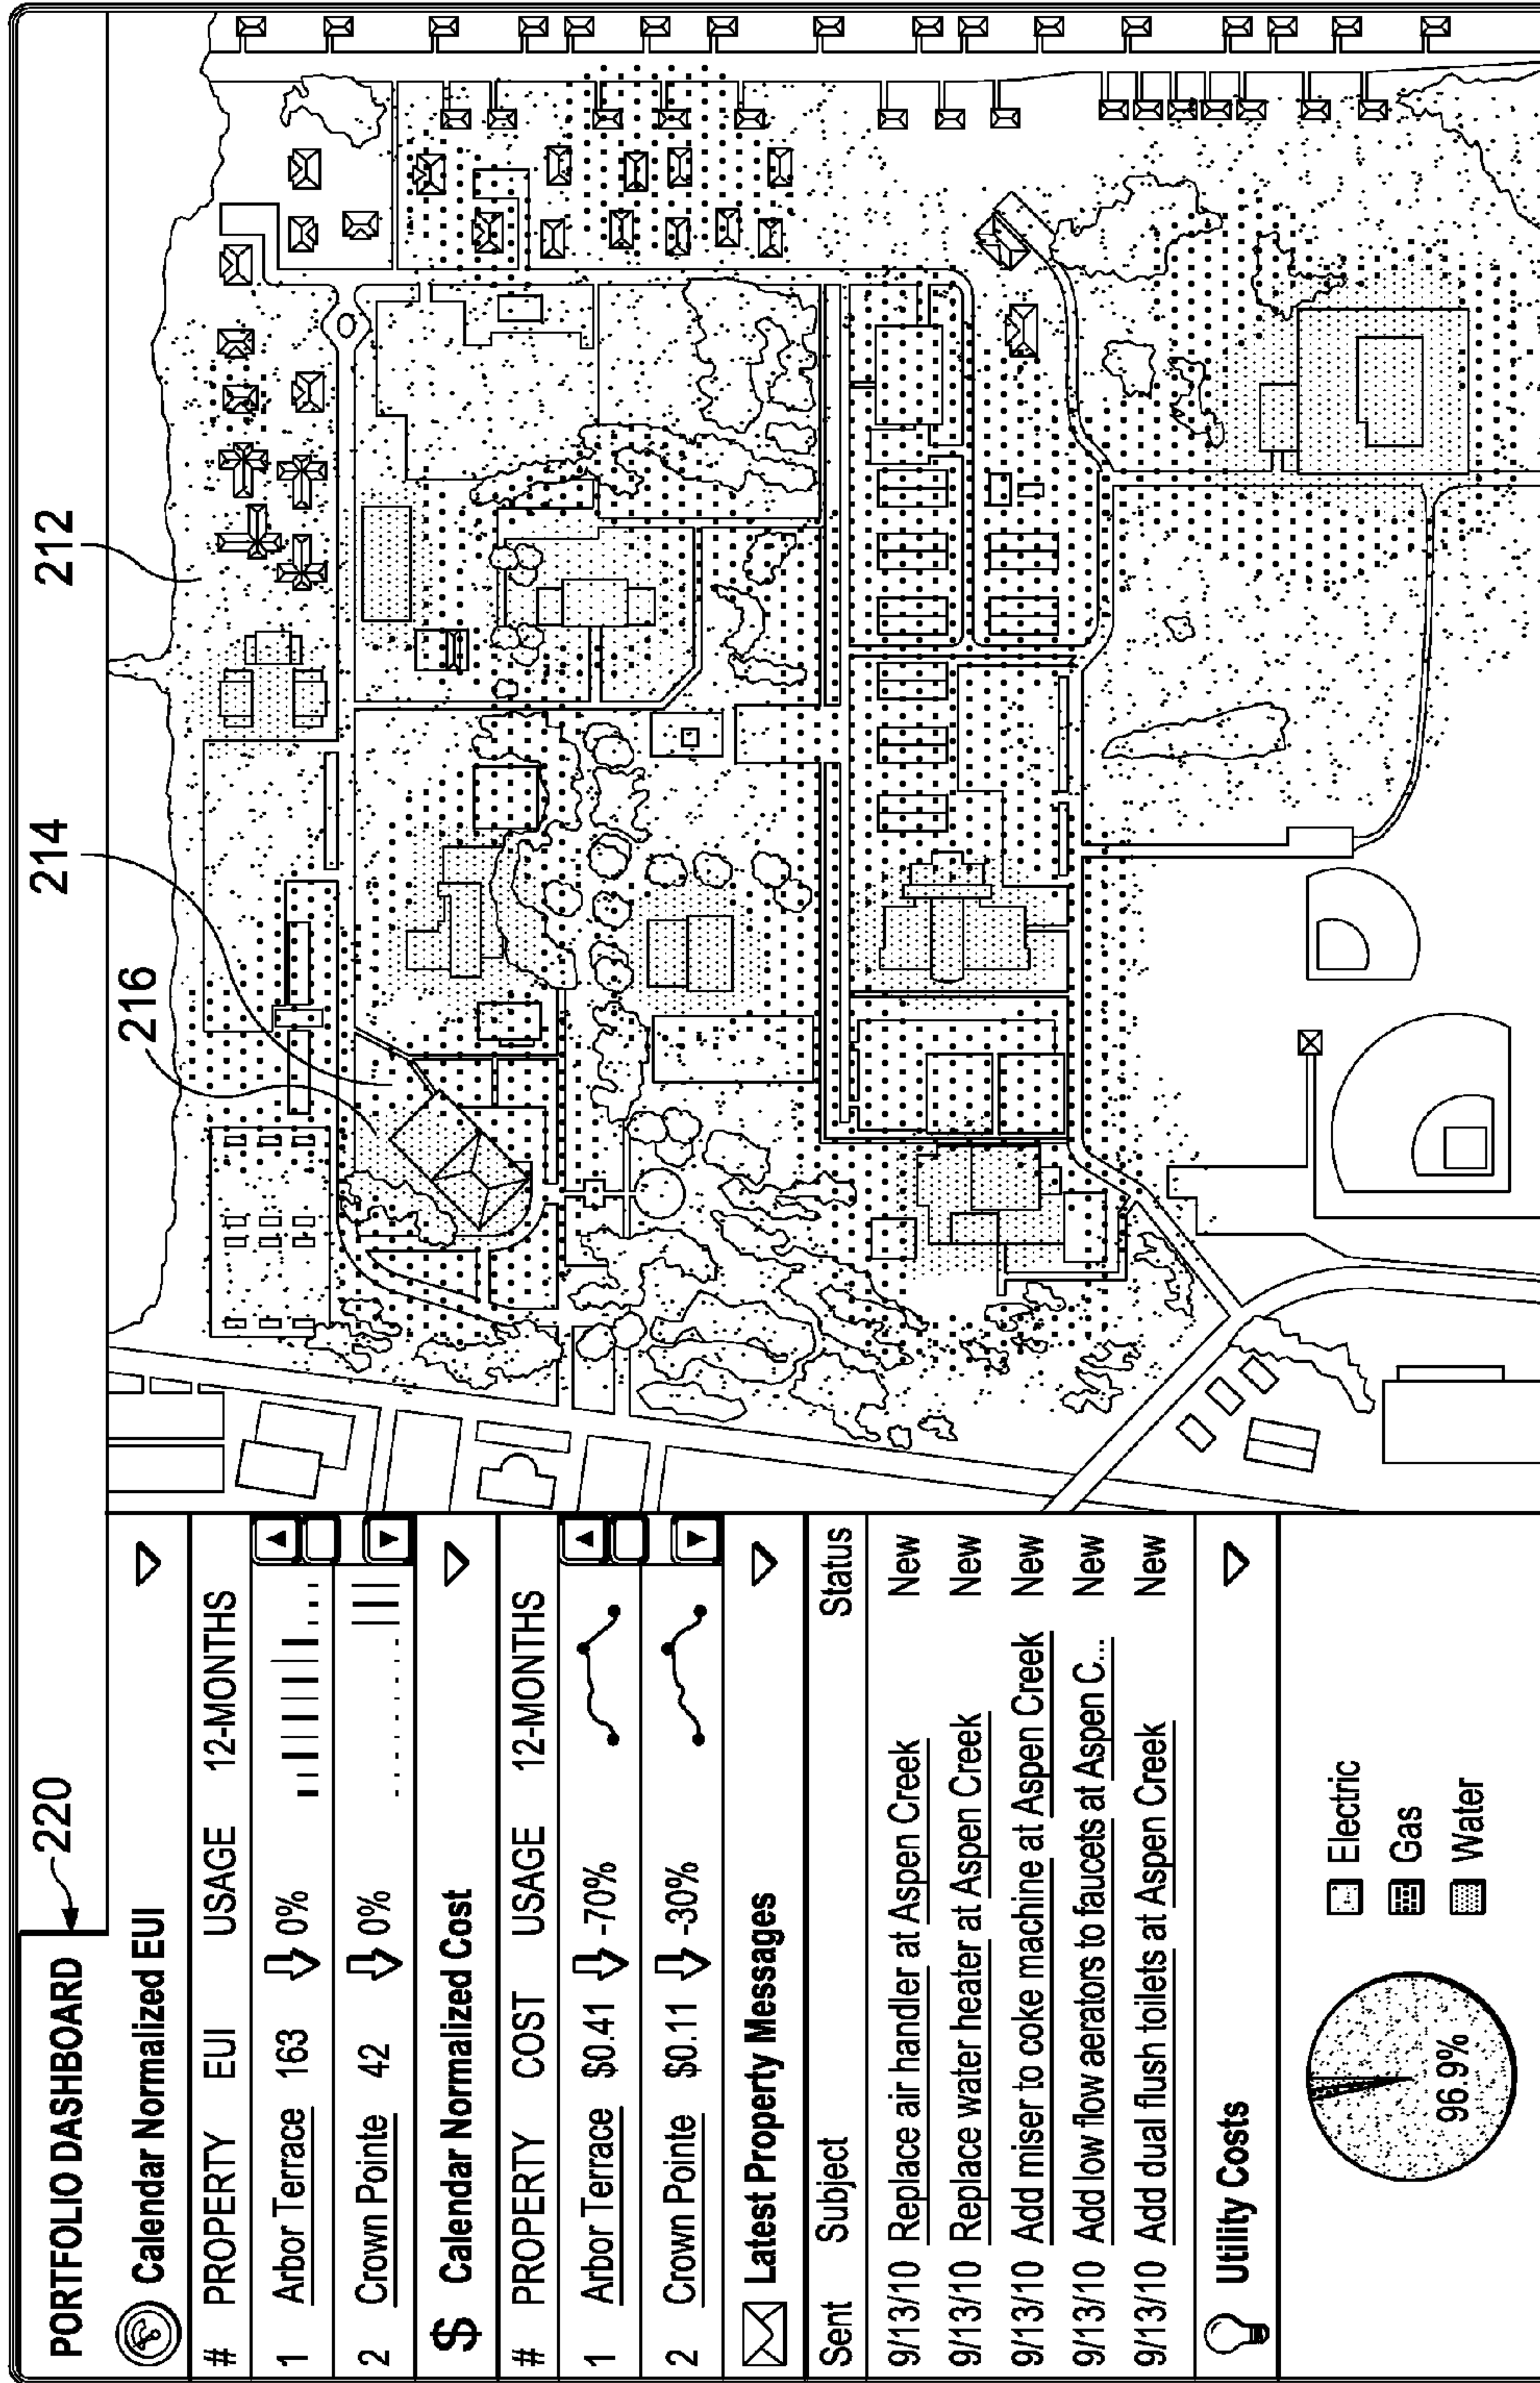 PORTFOLIO DASHBOARD
220
Calendar Normalized EUI
# PROPERTY EUI USAGE 12-MONTHS
1 Arbor Terrace 163 0%
2 Crown Pointe 42 0%
$ Calendar Normalized Cost
# PROPERTY COST USAGE 12-MONTHS
1 Arbor Terrace $0.41 -70%
2 Crown Pointe $0.11 -30%
Latest Property Messages
Sent Subject Status
9/13/10 Replace air handler at Aspen Creek New
9/13/10 Replace water heater at Aspen Creek New
9/13/10 Add miser to coke machine at Aspen Creek New
9/13/10 Add low flow aerators to faucets at Aspen C... New
9/13/10 Add dual flush toilets at Aspen Creek New
Utility Costs
96.9%
Electric
Gas
Water
216
214
212